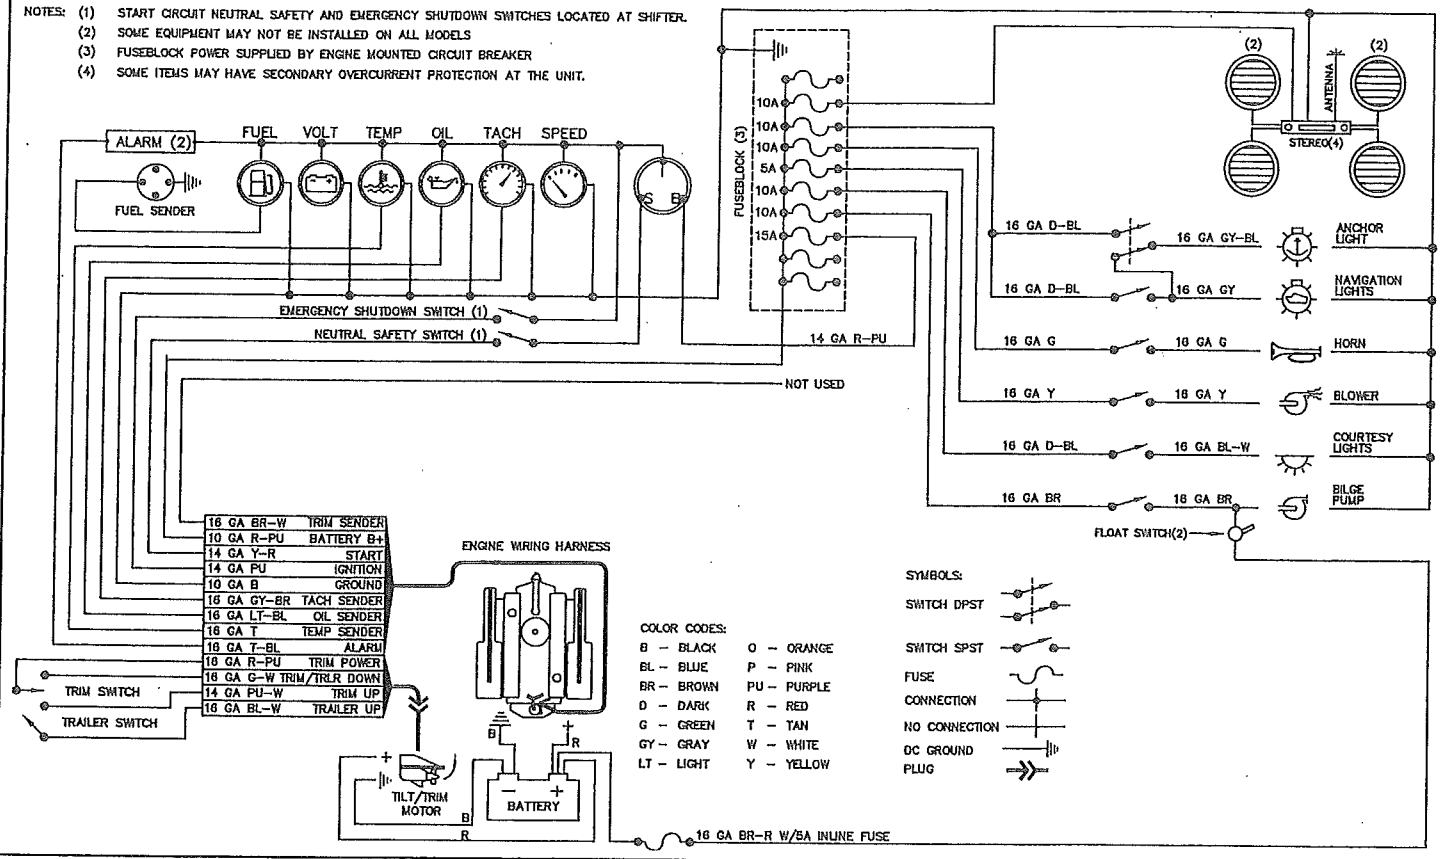 NOTES: (1) START CIRCUIT NEUTRAL SAFETY AND EMERGENCY SHUTDOWN SWITCHES LOCATED AT SHIFTER.
(2) SOME EQUIPMENT MAY NOT BE INSTALLED ON ALL MODELS
(3) FUSEBLOCK POWER SUPPLIED BY ENGINE MOUNTED CIRCUIT BREAKER
(4) SOME ITEMS MAY HAVE SECONDARY OVERCURRENT PROTECTION AT THE UNIT.
ALARM (2)
FUEL VOLT TEMP OIL TACH SPEED
FUEL SENDER
S B
FUSEBLOCK (3)
10A
10A
10A
5A
10A
10A
15A
(2) (2)
ANTENNA
STEREO(4)
16 GA D-BL
16 GA GY-BL
ANCHOR
LIGHT
16 GA D-BL
16 GA GY
NAVIGATION
LIGHTS
16 GA G
16 GA G
HORN
16 GA Y
16 GA Y
BLOWER
16 GA D-BL
16 GA BL-W
COURTESY
LIGHTS
16 GA BR
16 GA BR
BILGE
PUMP
FLOAT SWITCH(2)
EMERGENCY SHUTDOWN SWITCH (1)
NEUTRAL SAFETY SWITCH (1)
14 GA R-PU
NOT USED
16 GA BR-W TRIM SENDER
10 GA R-PU BATTERY B+
14 GA Y-R START
14 GA PU IGNITION
10 GA B GROUND
16 GA GY-BR TACH SENDER
16 GA LT-BL OIL SENDER
16 GA T TEMP SENDER
16 GA T-BL ALARM
16 GA R-PU TRIM POWER
16 GA G-W TRIM/TRLR DOWN
14 GA PU-W TRIM UP
16 GA BL-W TRAILER UP
TRIM SWITCH
TRAILER SWITCH
ENGINE WIRING HARNESS
B
+
R
+
TILT/TRIM
MOTOR
B
R
- +
BATTERY
16 GA BR-R W/5A INLINE FUSE
COLOR CODES:
B - BLACK O - ORANGE
BL - BLUE P - PINK
BR - BROWN PU - PURPLE
D - DARK R - RED
G - GREEN T - TAN
GY - GRAY W - WHITE
LT - LIGHT Y - YELLOW
SYMBOLS:
SWITCH DPST
SWITCH SPST
FUSE
CONNECTION
NO CONNECTION
DC GROUND
PLUG